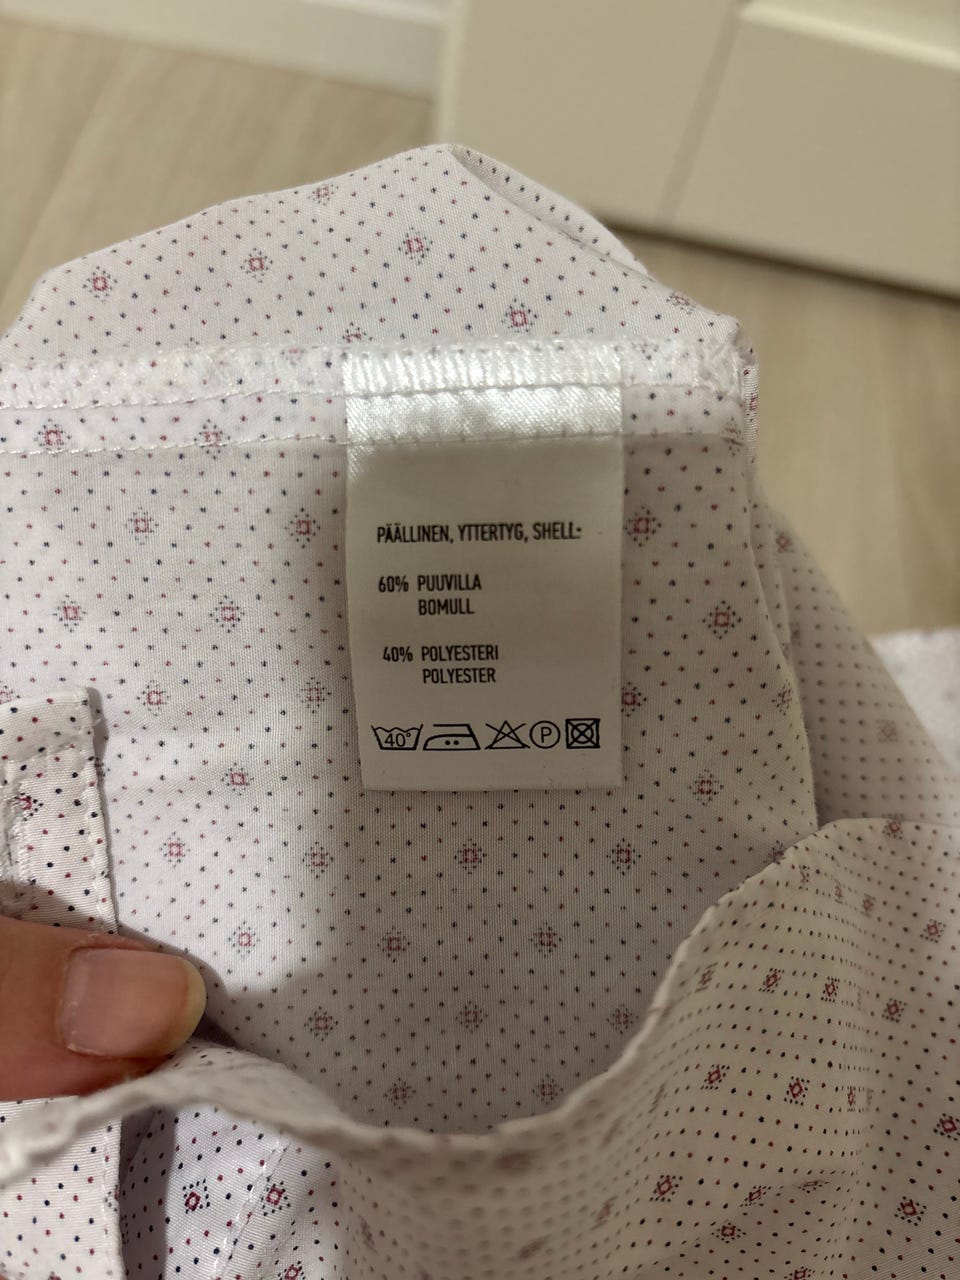 PÄÄLLINEN, YTTERTYG, SHELL:
60% PUUVILLA
BOMULL
40% POLYESTERI
POLYESTER
40° P